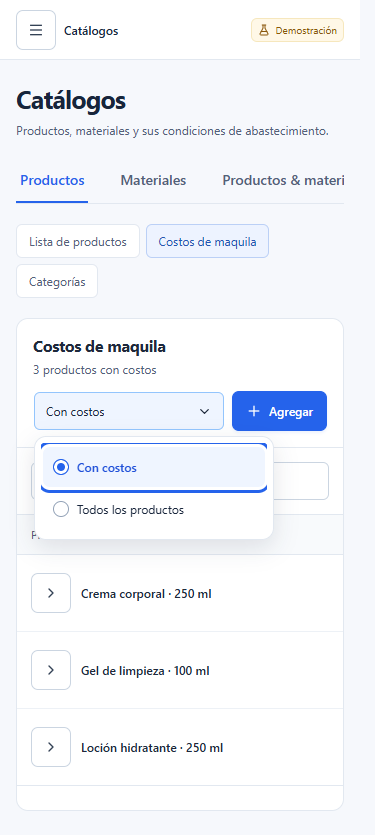 Catálogos
Demostración
Catálogos
Productos, materiales y sus condiciones de abastecimiento.
Productos
Materiales
Productos & materi
Lista de productos
Costos de maquila
Categorías
Costos de maquila
3 productos con costos
Con costos
Agregar
Con costos
Todos los productos
Crema corporal · 250 ml
Gel de limpieza · 100 ml
Loción hidratante · 250 ml